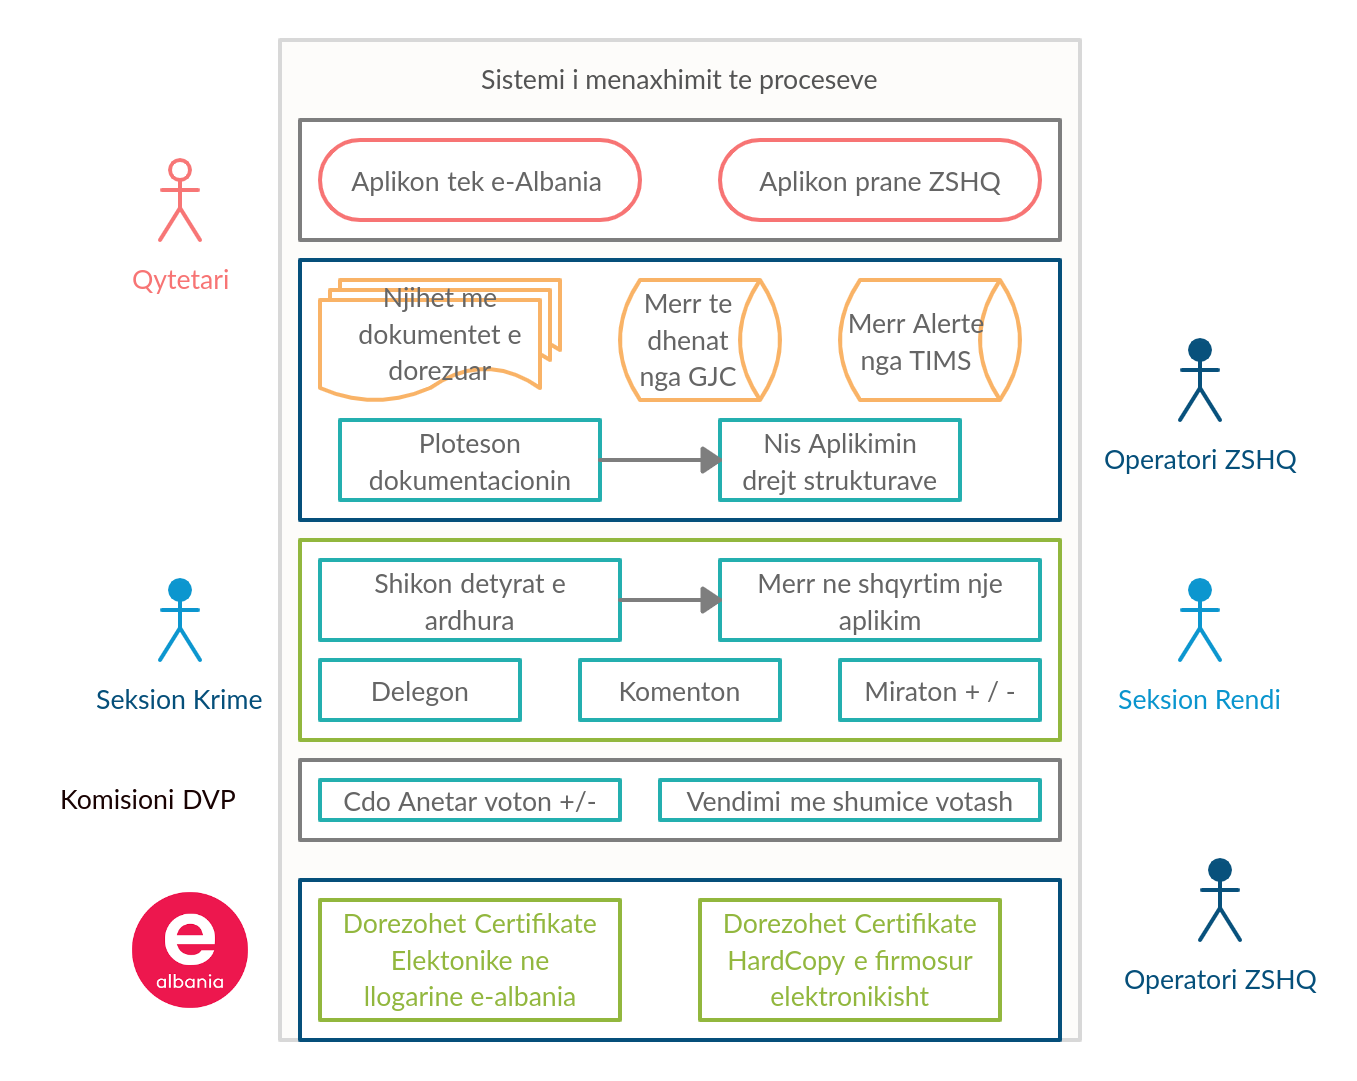 Sistemi i menaxhimit te proceseve
Aplikon tek e-Albania
Aplikon prane ZSHQ
Qytetari
Njihet me
dokumentet e
dorezuar
Merr te
dhenat
nga GJC
Merr Alerte
nga TIMS
Ploteson
dokumentacionin
Nis Aplikimin
drejt strukturave
Operatori ZSHQ
Shikon detyrat e
ardhura
Merr ne shqyrtim nje
aplikim
Delegon
Komenton
Miraton + / -
Seksion Krime
Seksion Rendi
Komisioni DVP
Cdo Anetar voton +/-
Vendimi me shumice votash
e
albania
Dorezohet Certifikate
Elektonike ne
llogarine e-albania
Dorezohet Certifikate
HardCopy e firmosur
elektronikisht
Operatori ZSHQ